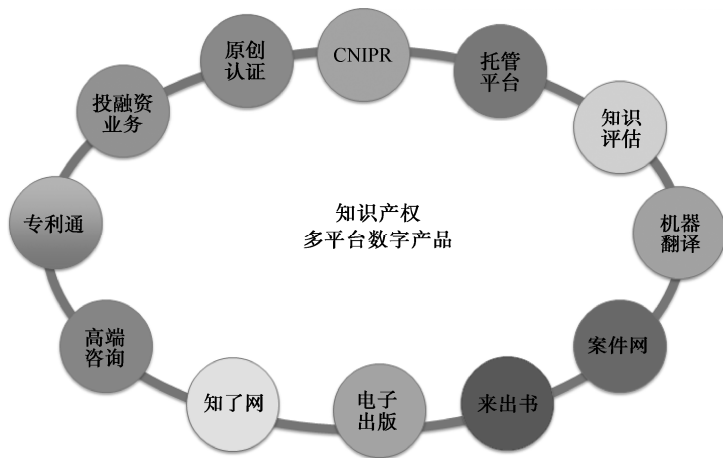 CNIPR
托管
平台
知识
评估
机器
翻译
案件网
来出书
电子
出版
知了网
高端
咨询
专利通
投融资
业务
原创
认证
知识产权
多平台数字产品